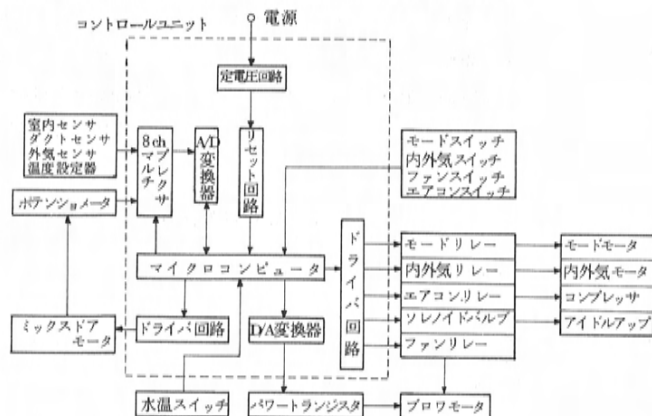 コントロールユニット
電源
定電圧回路
室内センサ
ダクトセンサ
外気センサ
温度設定器
8ch
マルチ
プレクサ
A/D
変換器
リセット回路
モードスイッチ
内外気スイッチ
ファンスイッチ
エアコンスイッチ
ポテンショメータ
マイクロコンピュータ
ドライバ回路
モードリレー
内外気リレー
エアコンリレー
ソレノイドバルブ
ファンリレー
モードモータ
内外気モータ
コンプレッサ
アイドルアップ
ミックスドア
モータ
ドライバ回路
D/A変換器
水温スイッチ
パワートランジスタ
ブロワモータ